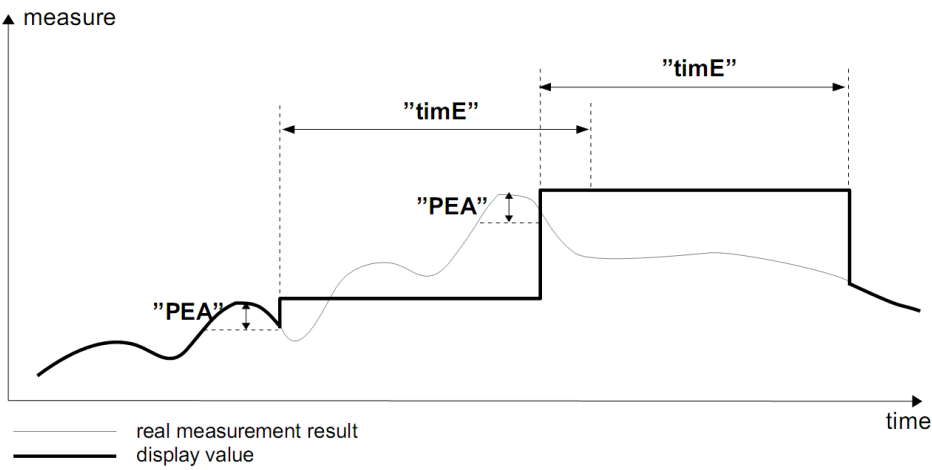 measure
”timE”
”timE”
”PEA”
”PEA”
time
real measurement result
display value